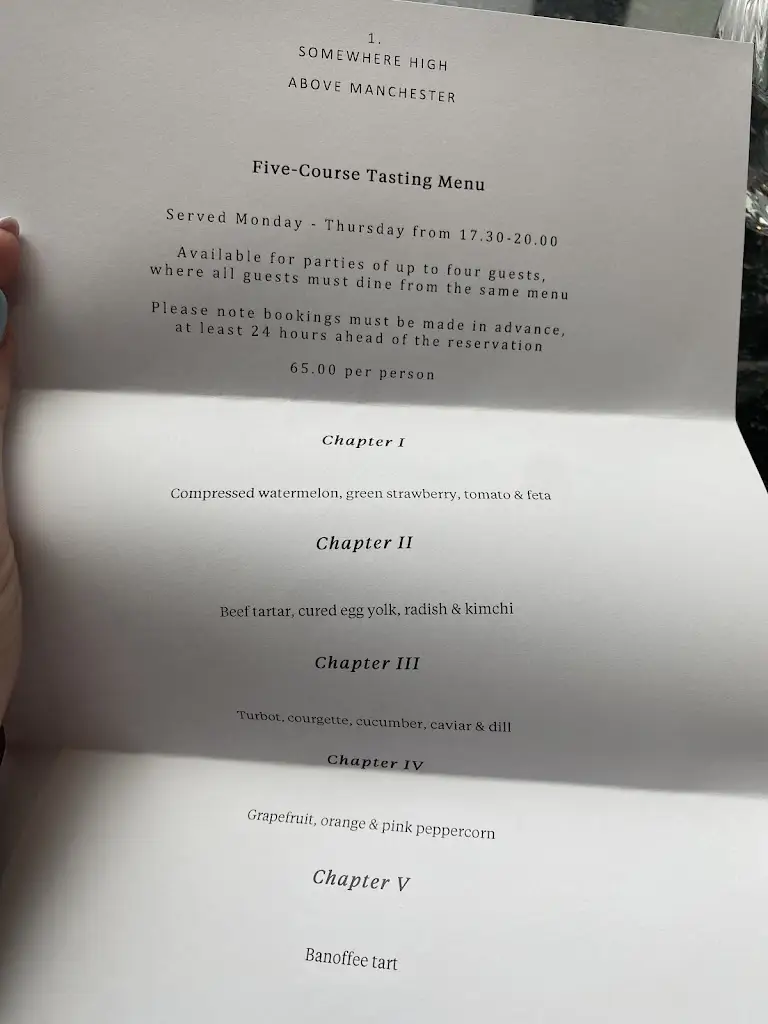 1.
SOMEWHERE HIGH
ABOVE MANCHESTER
Five-Course Tasting Menu
Served Monday - Thursday from 17.30-20.00
Available for parties of up to four guests,
where all guests must dine from the same menu
Please note bookings must be made in advance,
at least 24 hours ahead of the reservation
65.00 per person
Chapter I
Compressed watermelon, green strawberry, tomato & feta
Chapter II
Beef tartar, cured egg yolk, radish & kimchi
Chapter III
Turbot, courgette, cucumber, caviar & dill
Chapter IV
Grapefruit, orange & pink peppercorn
Chapter V
Banoffee tart